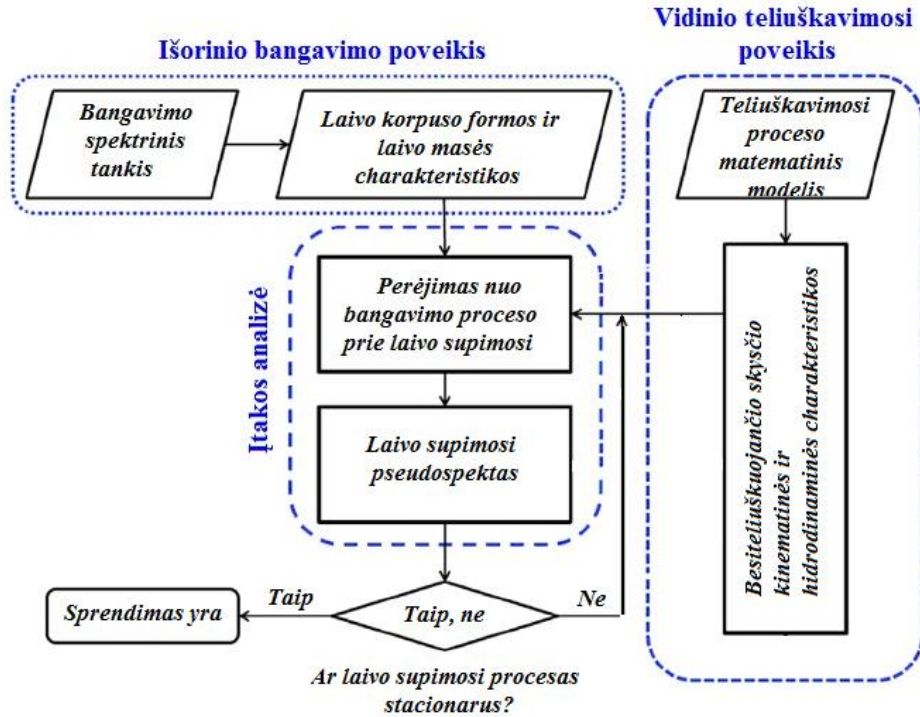 Išorinio bangavimo poveikis
Vidinio teliuškavimosi
poveikis
Bangavimo
spektrinis
tankis
Laivo korpuso formos ir
laivo masės
charakteristikos
Teliuškavimosi
proceso
matematinis
modelis
Įtakos analizė
Perėjimas nuo
bangavimo proceso
prie laivo supimosi
Laivo supimosi
pseudospektas
Besiteliuškuojančio skysčio
kinematinės ir
hidrodinaminės charakteristikos
Sprendimas yra
Taip
Taip, ne
Ne
Ar laivo supimosi procesas
stacionarus?